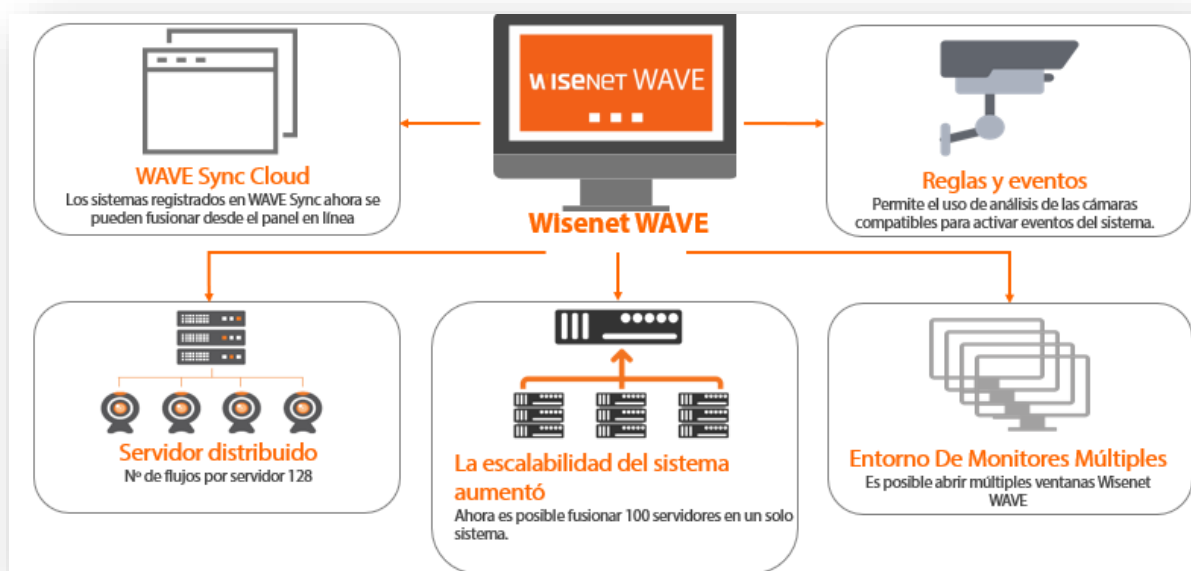 WISENET WAVE
WAVE Sync Cloud
Los sistemas registrados en WAVE Sync ahora se
pueden fusionar desde el panel en línea
Wisenet WAVE
Reglas y eventos
Permite el uso de análisis de las cámaras
compatibles para activar eventos del sistema.
Servidor distribuido
Nº de flujos por servidor 128
La escalabilidad del sistema
aumentó
Ahora es posible fusionar 100 servidores en un solo
sistema.
Entorno De Monitores Múltiples
Es posible abrir múltiples ventanas Wisenet
WAVE